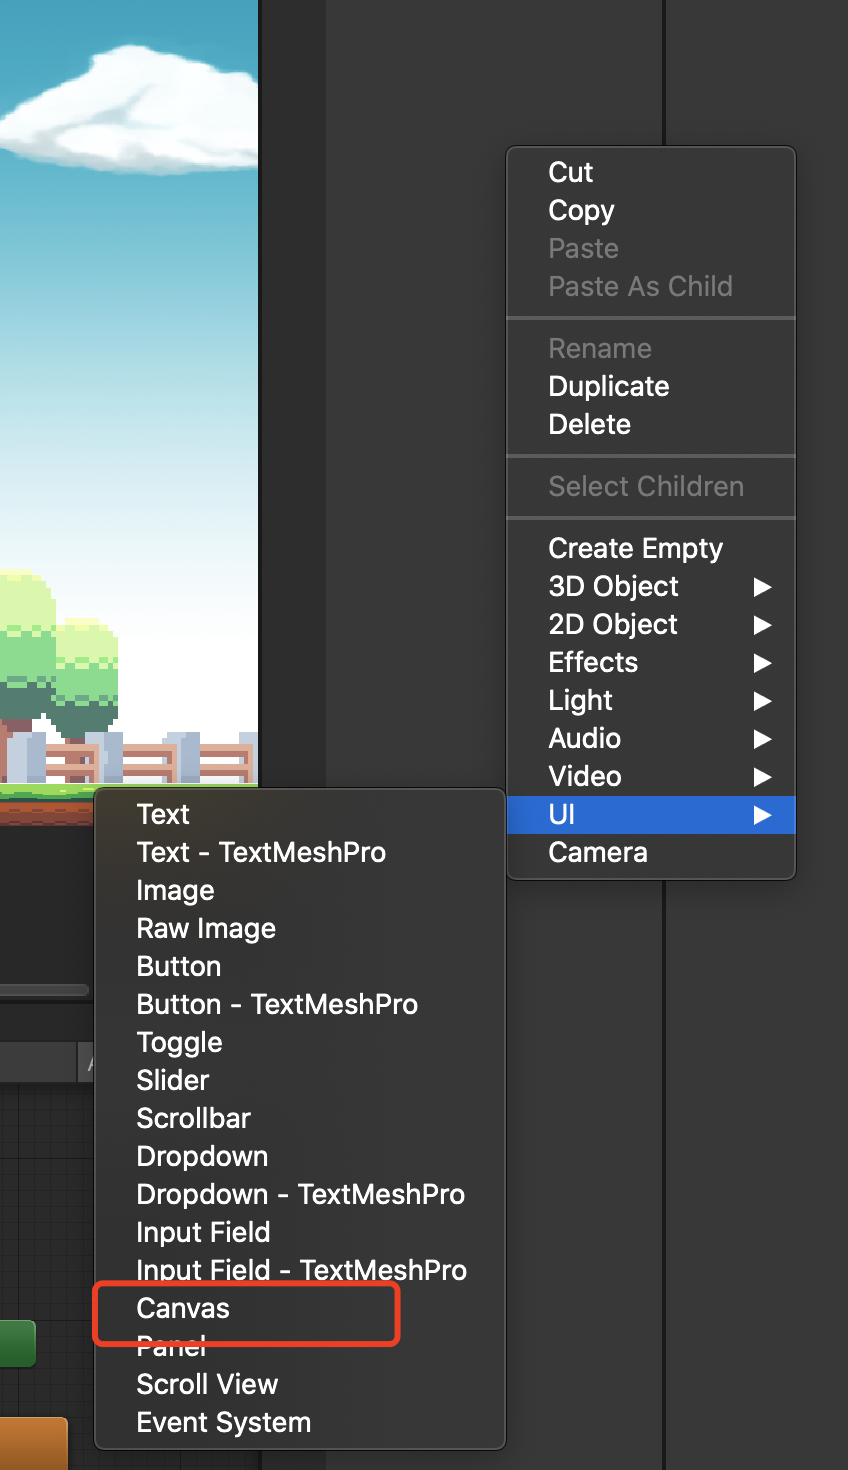 Cut
Copy
Paste
Paste As Child
Rename
Duplicate
Delete
Select Children
Create Empty
3D Object
2D Object
Effects
Light
Audio
Video
UI
Camera
Text
Text - TextMeshPro
Image
Raw Image
Button
Button - TextMeshPro
Toggle
Slider
Scrollbar
Dropdown
Dropdown - TextMeshPro
Input Field
Input Field - TextMeshPro
Canvas
Panel
Scroll View
Event System